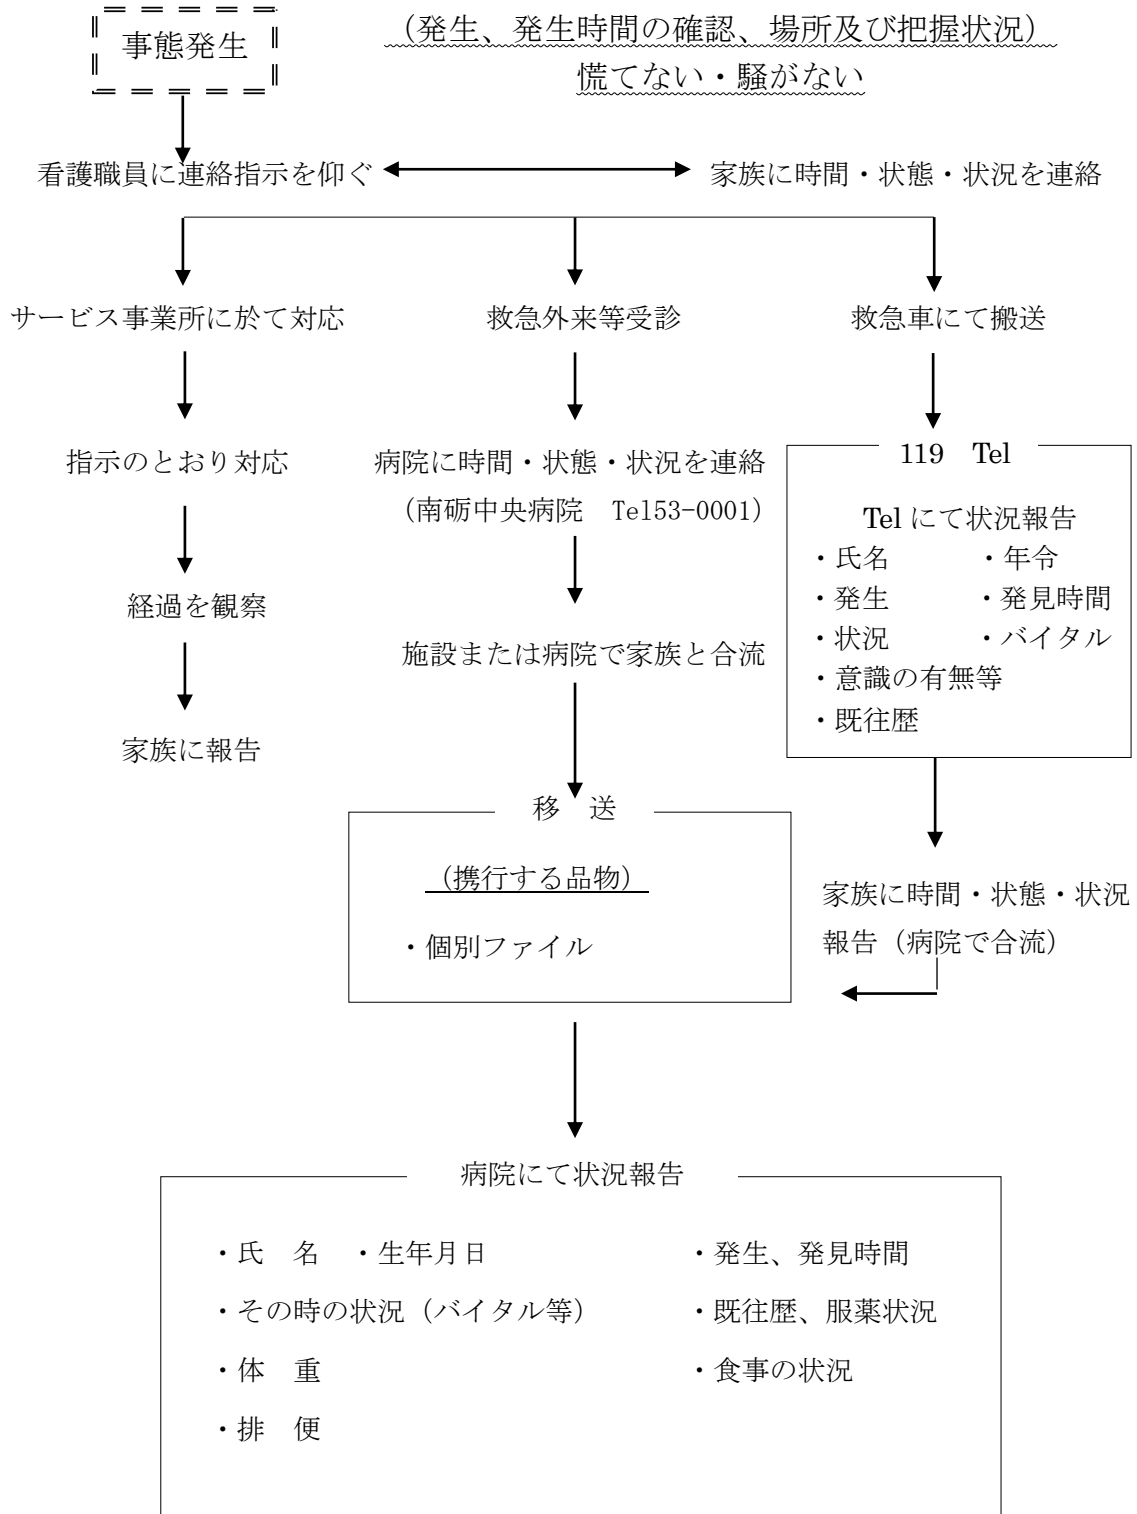 事態発生
（発生、発生時間の確認、場所及び把握状況）
慌てない・騒がない
看護職員に連絡指示を仰ぐ
家族に時間・状態・状況を連絡
サービス事業所に於て対応
救急外来等受診
救急車にて搬送
指示のとおり対応
病院に時間・状態・状況を連絡
（南砺中央病院　Tel53-0001）
119　Tel
Tel にて状況報告
・氏名　・年令
・発生　・発見時間
・状況　・バイタル
・意識の有無等
・既往歴
経過を観察
施設または病院で家族と合流
家族に報告
移　送
（携行する品物）
・個別ファイル
家族に時間・状態・状況
報告（病院で合流）
病院にて状況報告
・氏　名　・生年月日　・発生、発見時間
・その時の状況（バイタル等）　・既往歴、服薬状況
・体　重　・食事の状況
・排　便